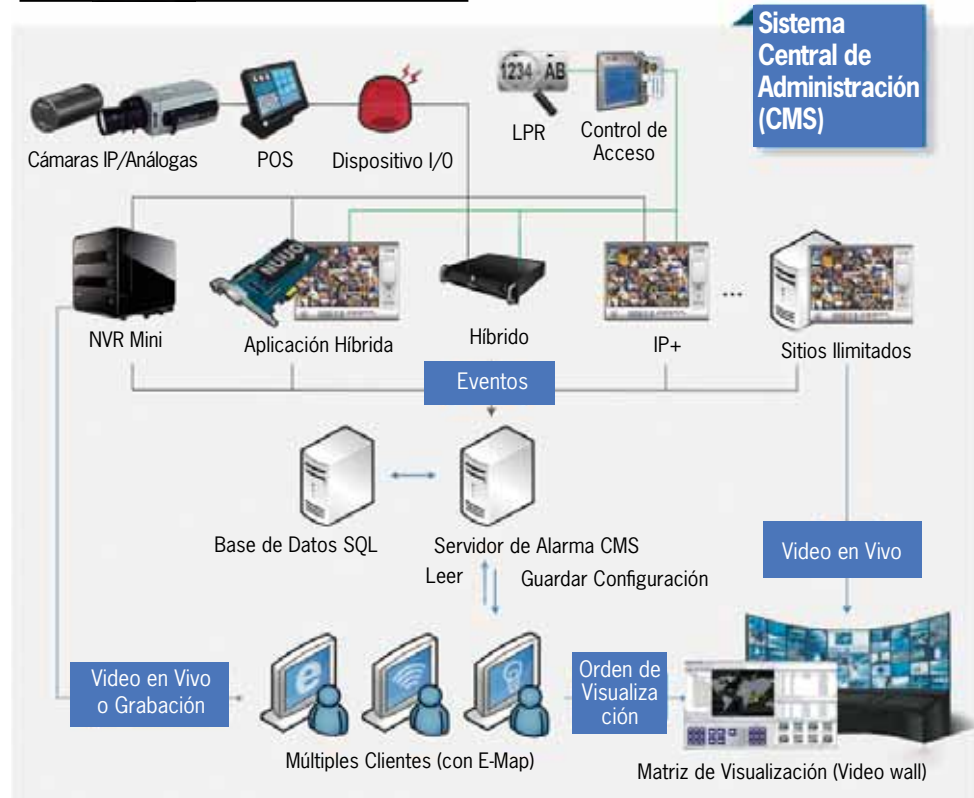 Sistema
Central de
Administración
(CMS)
1234 AB
LPR
Control de
Acceso
Cámaras IP/Análogas
POS
Dispositivo I/0
NUUO
NVR Mini
Aplicación Híbrida
Híbrido
IP+
...
Sitios Ilimitados
Eventos
Base de Datos SQL
Servidor de Alarma CMS
Leer
Guardar Configuración
Video en Vivo
Video en Vivo
o Grabación
Orden de
Visualiza
ción
Múltiples Clientes (con E-Map)
Matriz de Visualización (Video wall)